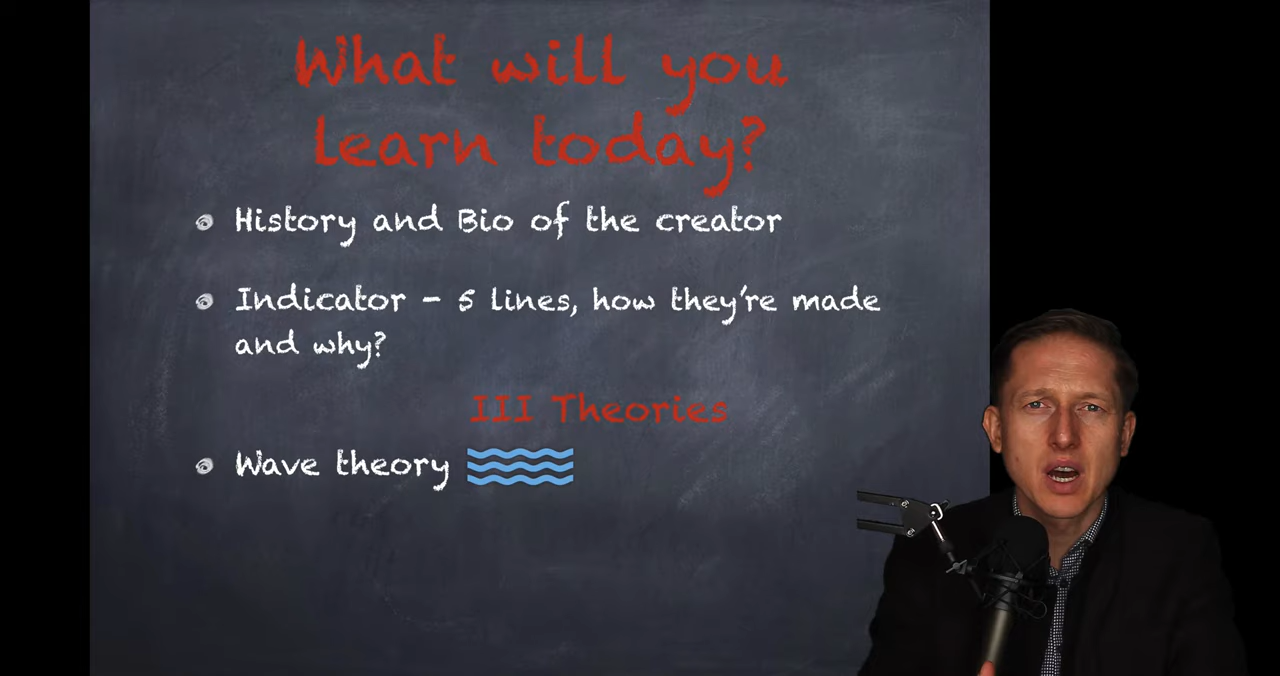 What will you
learn today?
History and Bio of the creator
Indicator - 5 lines, how they're made
and why?
III Theories
Wave theory